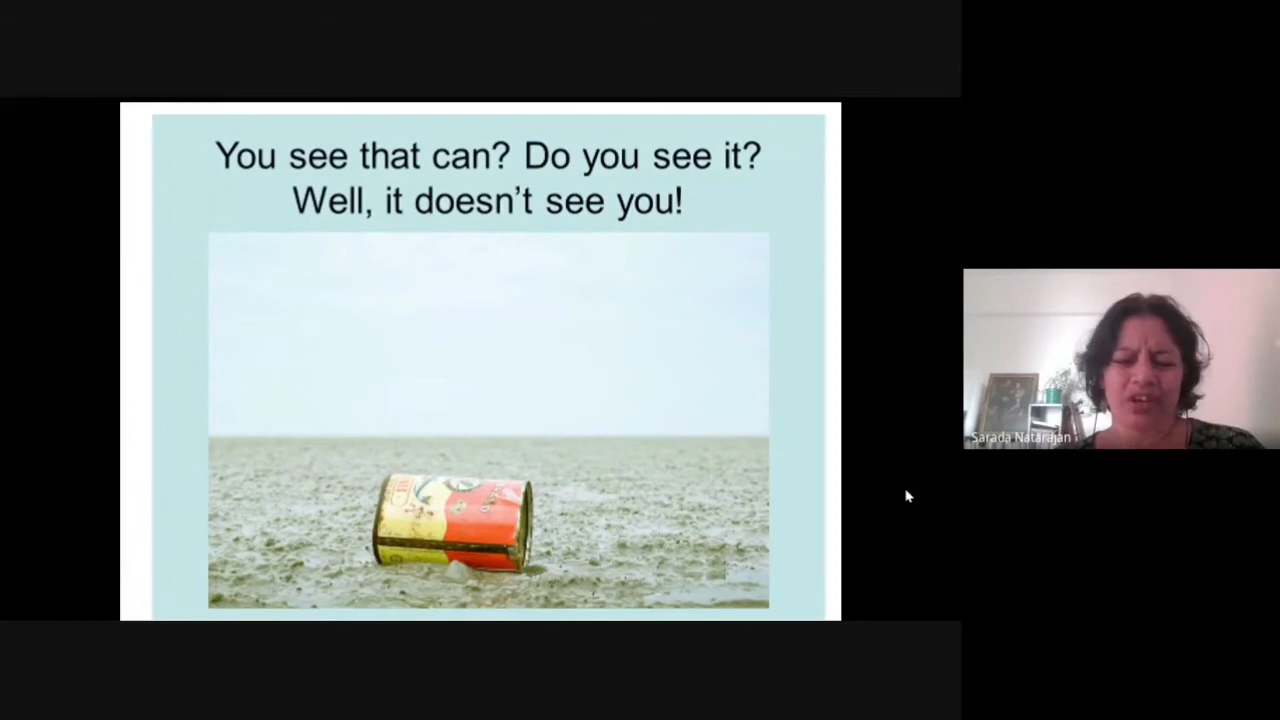 You see that can? Do you see it?
Well, it doesn't see you!
Sarada Natarajan